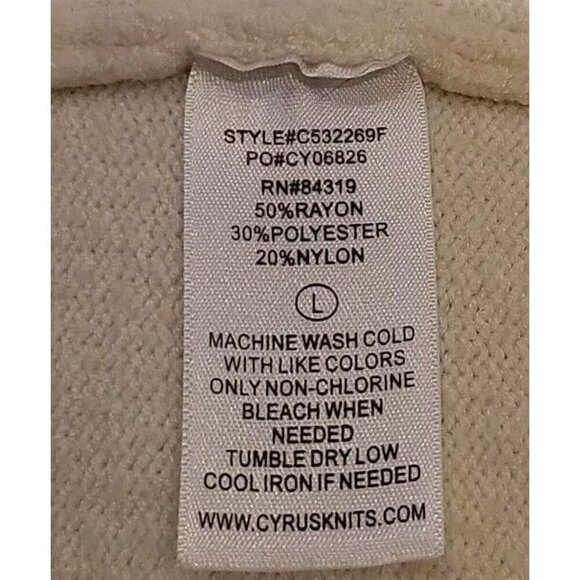 STYLE#C532269F
PO#CY06826
RN#84319
50%RAYON
30%POLYESTER
20%NYLON
L
MACHINE WASH COLD
WITH LIKE COLORS
ONLY NON-CHLORINE
BLEACH WHEN
NEEDED
TUMBLE DRY LOW
COOL IRON IF NEEDED
WWW.CYRUSKNITS.COM